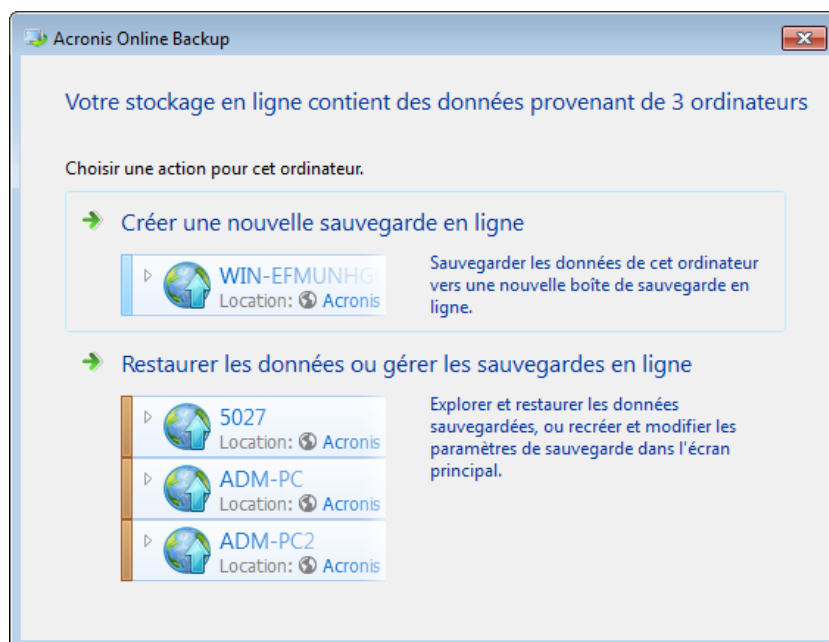 Acronis Online Backup
Votre stockage en ligne contient des données provenant de 3 ordinateurs
Choisir une action pour cet ordinateur.
Créer une nouvelle sauvegarde en ligne
WIN-EFMUNHG
Location: Acronis
Sauvegarder les données de cet ordinateur
vers une nouvelle boîte de sauvegarde en
ligne.
Restaurer les données ou gérer les sauvegardes en ligne
5027
Location: Acronis
ADM-PC
Location: Acronis
ADM-PC2
Location: Acronis
Explorer et restaurer les données
sauvegardées, ou recréer et modifier les
paramètres de sauvegarde dans l'écran
principal.